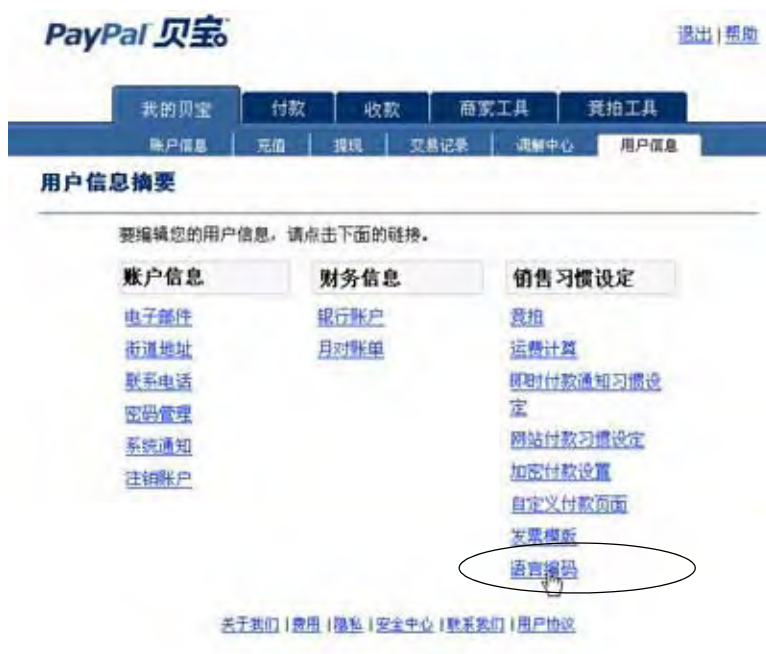 PayPal 贝宝
退出 | 帮助
我的贝宝 付款 收款 商家工具 竞拍工具
账户信息 充值 提现 交易记录 调解中心 用户信息
用户信息摘要
要编辑您的用户信息，请点击下面的链接。
账户信息 财务信息 销售习惯设定
电子邮件 银行账户 竞拍
街道地址 月对账单 运费计算
联系电话 即时付款通知习惯设
密码管理 定
系统通知 网站付款习惯设定
注销账户 加密付款设置
自定义付款页面
发票模版
语言编码
关于我们 | 费用 | 隐私 | 安全中心 | 联系我们 | 用户协议